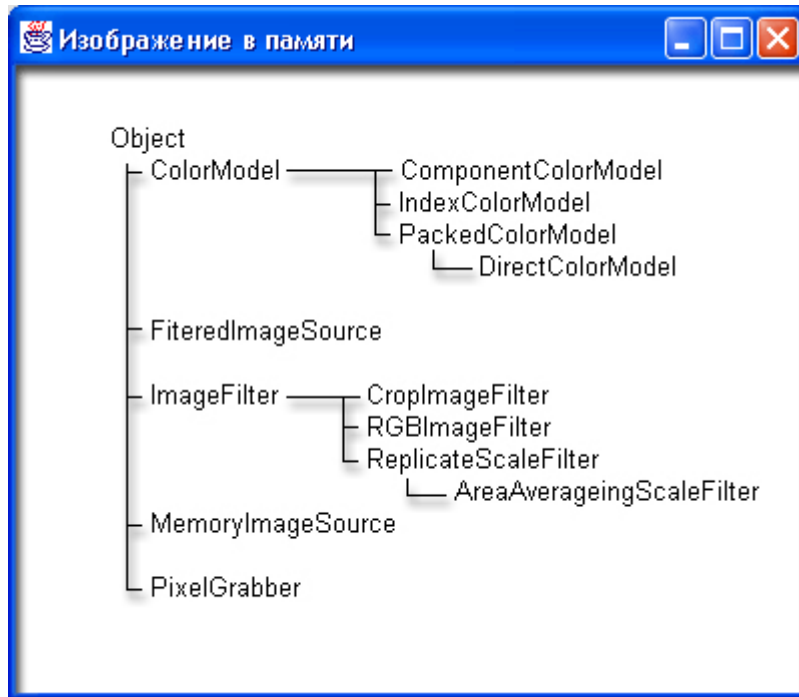 Изображение в памяти
Object
ColorModel
ComponentColorModel
IndexColorModel
PackedColorModel
DirectColorModel
FiteredImageSource
ImageFilter
CropImageFilter
RGBImageFilter
ReplicateScaleFilter
AreaAverageingScaleFilter
MemoryImageSource
PixelGrabber